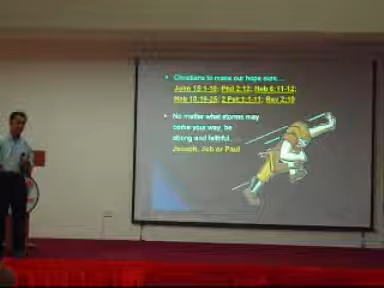 Christians to make our hope sure...
John 15:1-10; Phil 2:12; Heb 6:11-12;
Heb 10:19-25; 2 Pet 1:1-11; Rev 2:10
No matter what storms may
come your way, be
strong and faithful...
Joseph, Job or Paul